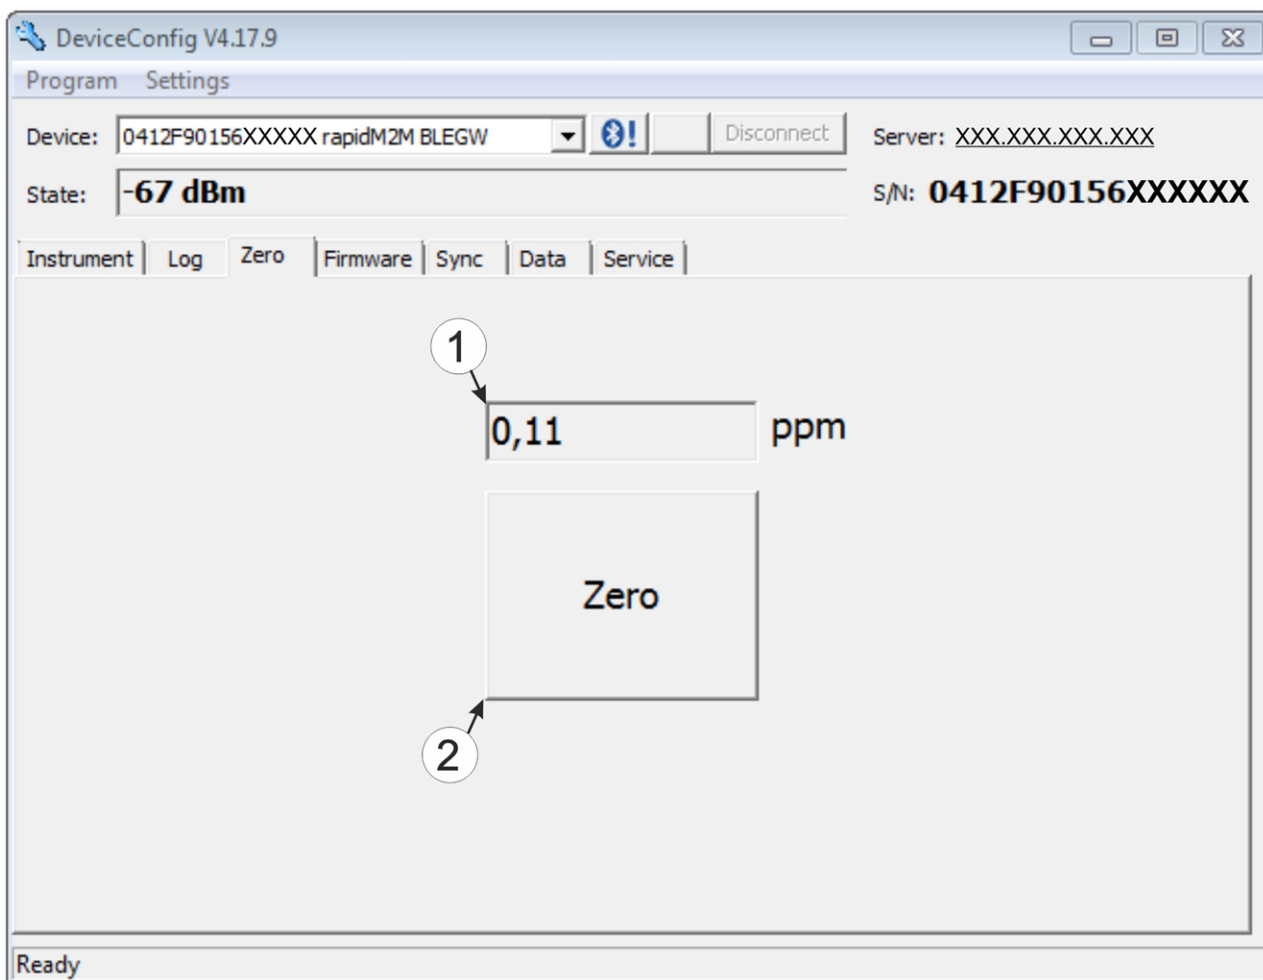 DeviceConfig V4.17.9
Program Settings
Device: 0412F90156XXXXX rapidM2M BLEGW Disconnect Server: XXX.XXX.XXX.XXX
State: -67 dBm S/N: 0412F90156XXXXXX
Instrument Log Zero Firmware Sync Data Service
1
0,11 ppm
Zero
2
Ready